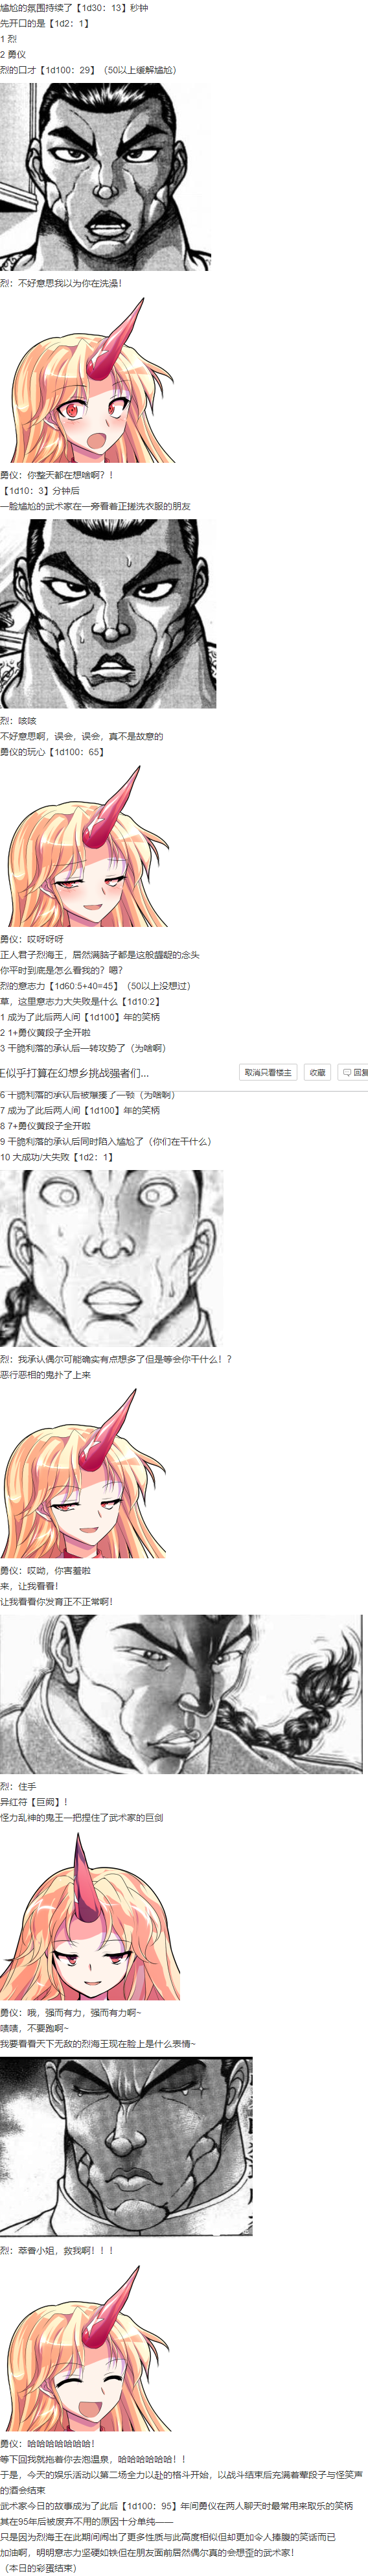 尴尬的氛围持续了【1d30：13】秒钟
先开口的是【1d2：1】
1 烈
2 勇仪
烈的口才【1d100：29】（50以上缓解尴尬）
烈：不好意思我以为你在洗澡！
勇仪：你整天都在想啥啊？！
【1d10：3】分钟后
一脸尴尬的武术家在一旁看着正搓洗衣服的朋友
烈：咳咳
不好意思啊，误会，误会，真不是故意的
勇仪的玩心【1d100：65】
勇仪：哎呀呀呀
正人君子烈海王，居然满脑子都是这般龌龊的念头
你平时到底是怎么看我的？嗯？
烈的意志力【1d60:5+40=45】（50以上没想过）
草，这里意志力大失败是什么【1d10:2】
1 成为了此后两人间【1d100】年的笑柄
2 1+勇仪黄段子全开啦
3 干脆利落的承认后一转攻势了（为啥啊）
王似乎打算在幻想乡挑战强者们...
取消只看楼主
收藏
回复
6 干脆利落的承认后被爆揍了一顿（为啥啊）
7 成为了此后两人间【1d100】年的笑柄
8 7+勇仪黄段子全开啦
9 干脆利落的承认后同时陷入尴尬了（你们在干什么）
10 大成功/大失败【1d2：1】
烈：我承认偶尔可能确实有点想多了但是等会你干什么！？
恶行恶相的鬼扑了上来
勇仪：哎呦，你害羞啦
来，让我看看！
让我看看你发育正不正常啊！
烈：住手
异红符【巨阙】！
怪力乱神的鬼王一把捏住了武术家的巨剑
勇仪：哦，强而有力，强而有力啊~
啧啧，不要跑啊~
我要看看天下无敌的烈海王现在脸上是什么表情~
烈：萃香小姐，救我啊！！！
勇仪：哈哈哈哈哈哈哈！
等下回我就拖着你去泡温泉，哈哈哈哈哈哈！！
于是，今天的娱乐活动以第二场全力以赴的格斗开始，以战斗结束后充满着荤段子与怪笑声的酒会结束
武术家今日的故事成为了此后【1d100：95】年间勇仪在两人聊天时最常用来取乐的笑柄
其在95年后被废弃不用的原因十分单纯——
只是因为烈海王在此期间闹出了更多性质与此高度相似但却更加令人捧腹的笑话而已
加油啊，明明意志力坚硬如铁但在朋友面前居然偶尔真的会想歪的武术家！
（本日的彩蛋结束）